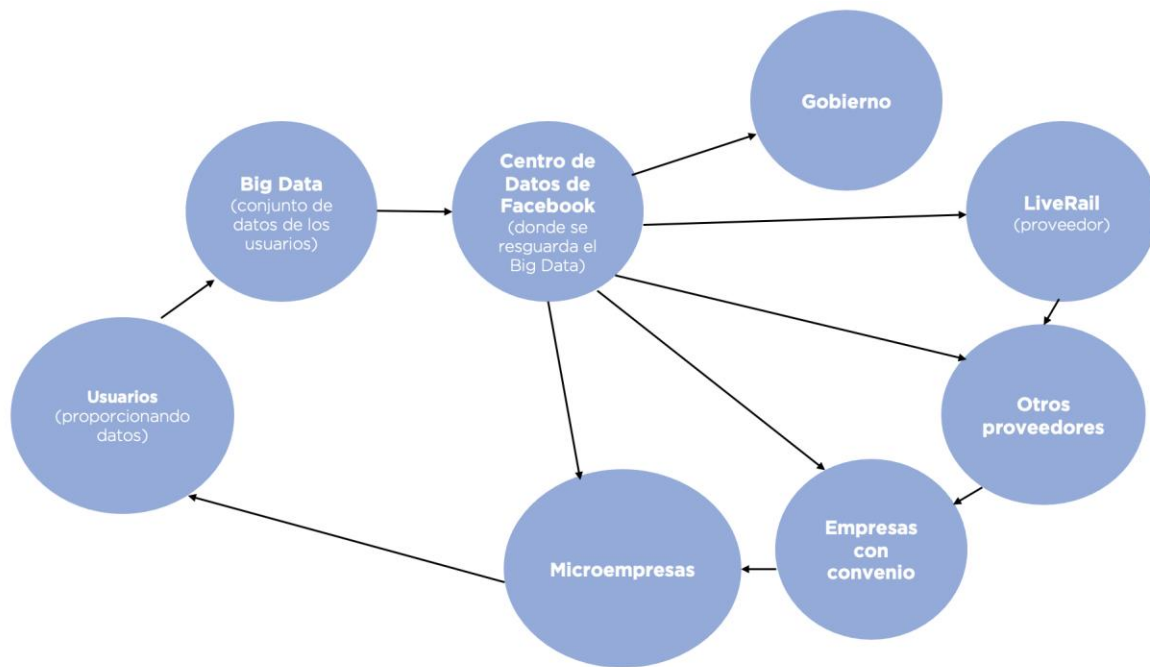 Gobierno
Centro de
Datos de
Facebook
(donde se
resguarda el
Big Data)
Big Data
(conjunto de
datos de los
usuarios)
LiveRail
(proveedor)
Usuarios
(proporcionando
datos)
Otros
proveedores
Empresas
con
convenio
Microempresas